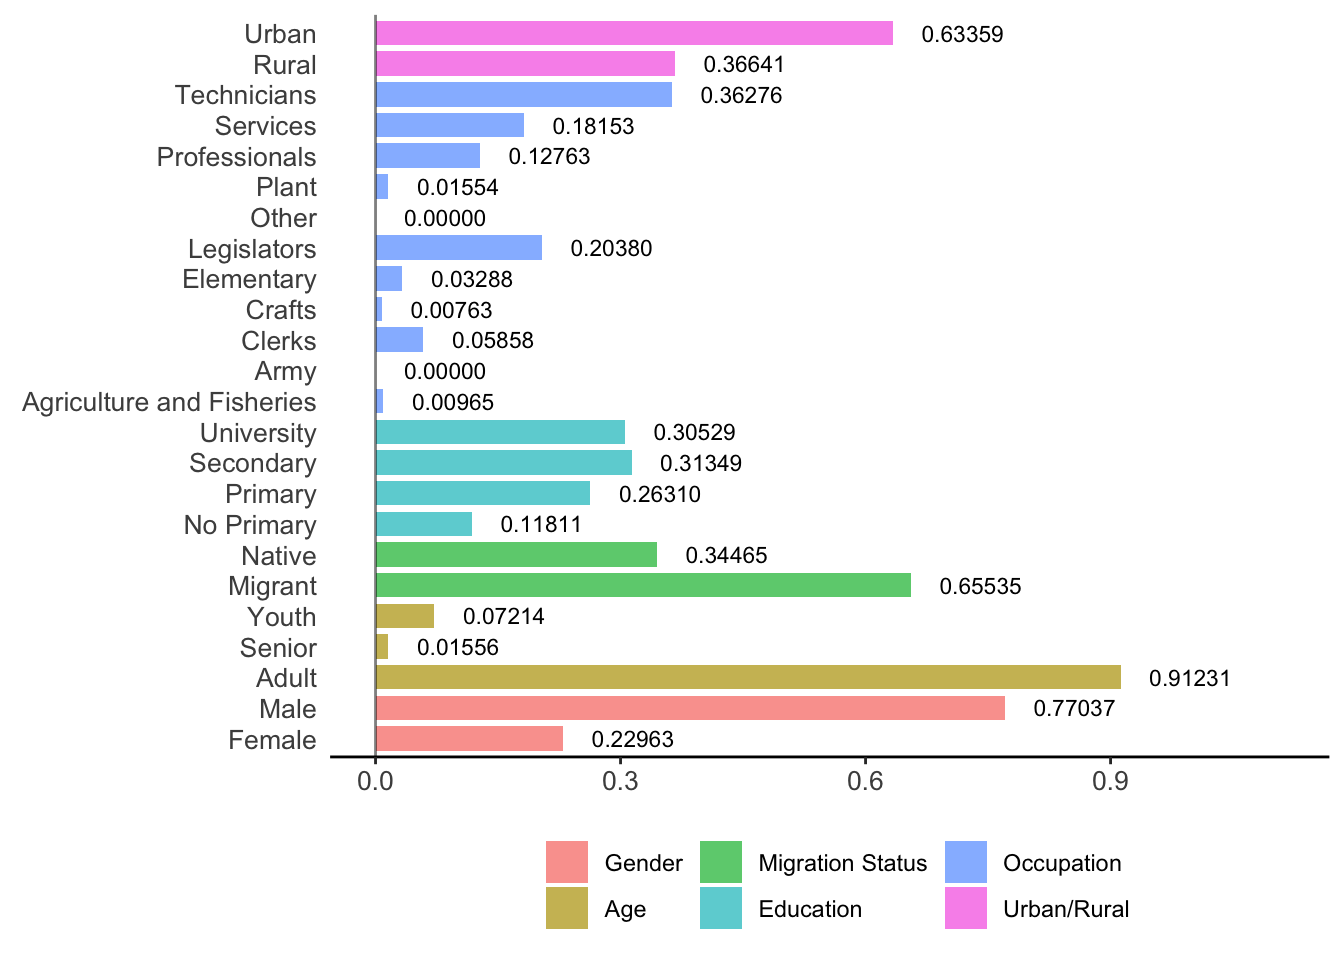 Urban 0.63359
Rural 0.36641
Technicians 0.36276
Services 0.18153
Professionals 0.12763
Plant 0.01554
Other 0.00000
Legislators 0.20380
Elementary 0.03288
Crafts 0.00763
Clerks 0.05858
Army 0.00000
Agriculture and Fisheries 0.00965
University 0.30529
Secondary 0.31349
Primary 0.26310
No Primary 0.11811
Native 0.34465
Migrant 0.65535
Youth 0.07214
Senior 0.01556
Adult 0.91231
Male 0.77037
Female 0.22963
0.0 0.3 0.6 0.9
Gender Migration Status Occupation
Age Education Urban/Rural